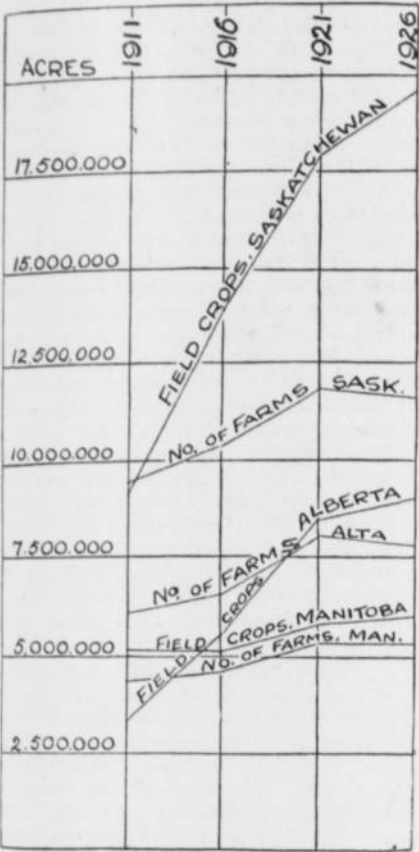 1911 1916 1921 1926
ACRES
17.500.000
15.000.000
12.500.000
10.000.000
7.500.000
5.000.000
2.500.000
FIELD CROPS. SASKATCHEWAN
No. OF FARMS SASK.
FIELD CROPS ALBERTA
No. OF FARMS ALTA
FIELD CROPS. MANITOBA
No. OF FARMS. MAN.